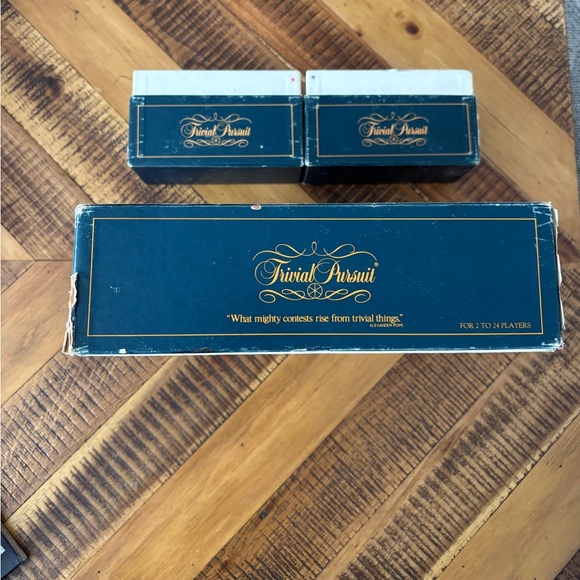 Trivial Pursuit
Trivial Pursuit
Trivial Pursuit®
"What mighty contests rise from trivial things."
ALEXANDER POPE
FOR 2 TO 24 PLAYERS